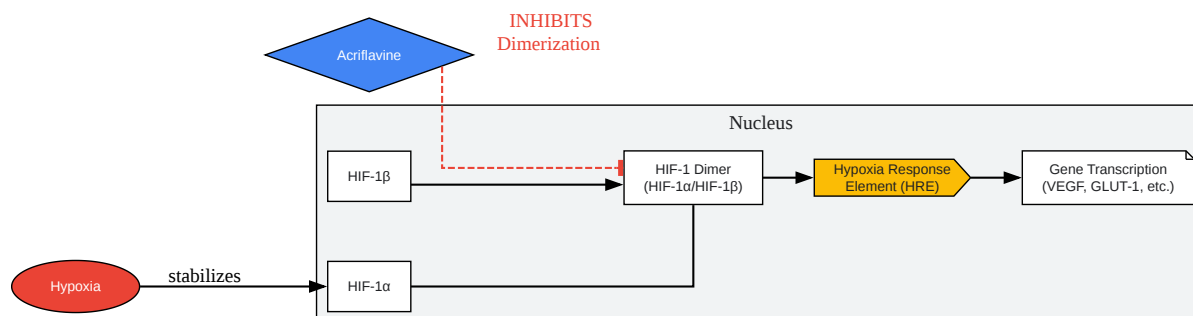 INHIBITS
Dimerization
Acriflavine
Nucleus
HIF-1β
HIF-1 Dimer
(HIF-1α/HIF-1β)
Hypoxia Response
Element (HRE)
Gene Transcription
(VEGF, GLUT-1, etc.)
Hypoxia
stabilizes
HIF-1α